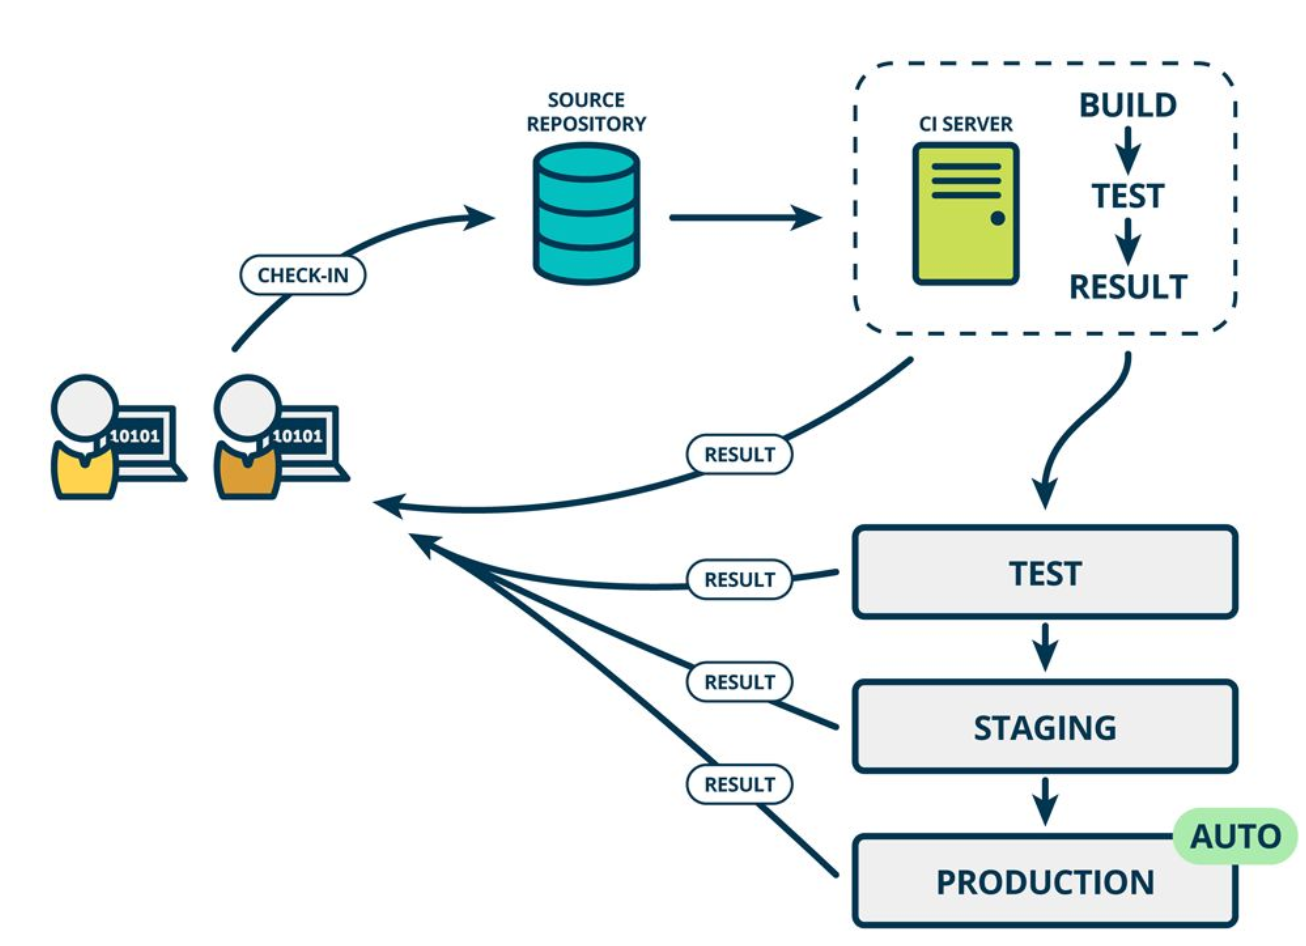 SOURCE
REPOSITORY
CI SERVER
BUILD
TEST
RESULT
CHECK-IN
10101
10101
RESULT
RESULT
TEST
RESULT
STAGING
RESULT
AUTO
PRODUCTION